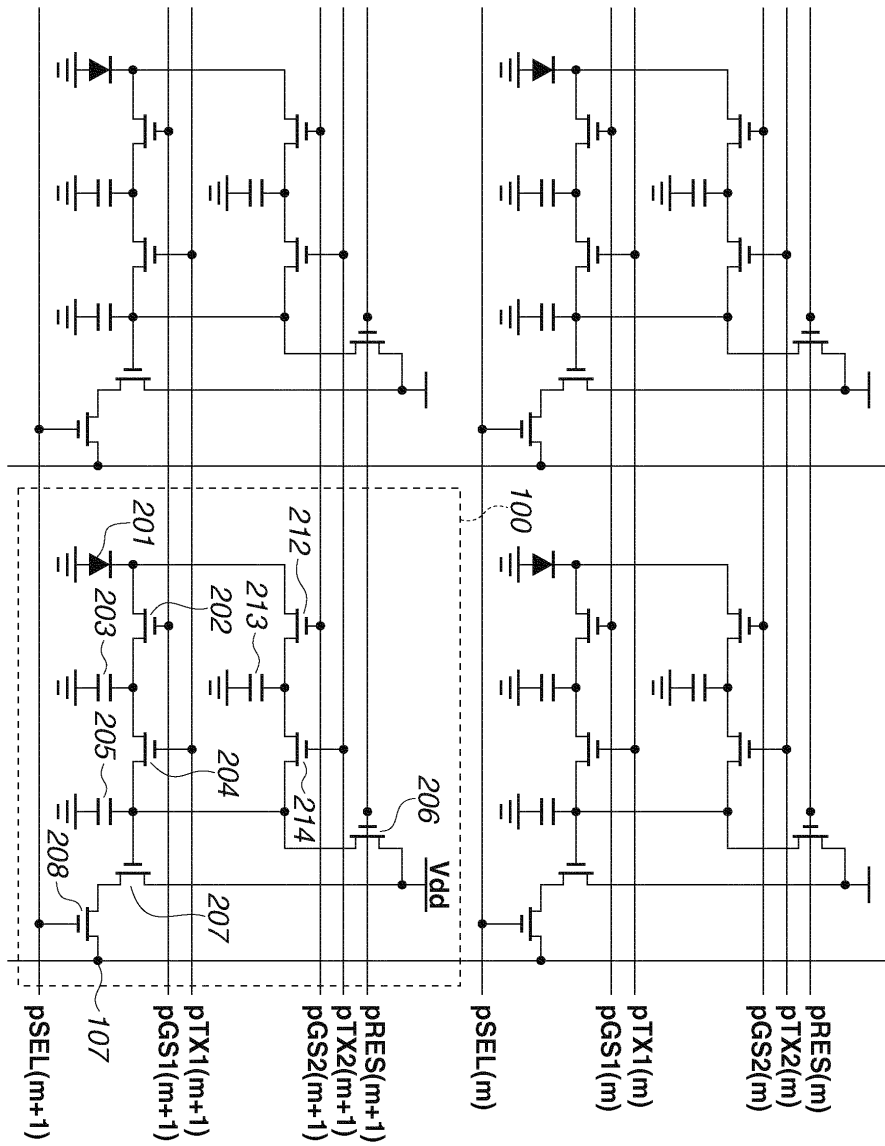 100
201
202
203
204
205
206
207
208
212
213
214
107
Vdd
pRES(m)
pTX2(m)
pGS2(m)
pTX1(m)
pGS1(m)
pSEL(m)
pRES(m+1)
pTX2(m+1)
pGS2(m+1)
pTX1(m+1)
pGS1(m+1)
pSEL(m+1)